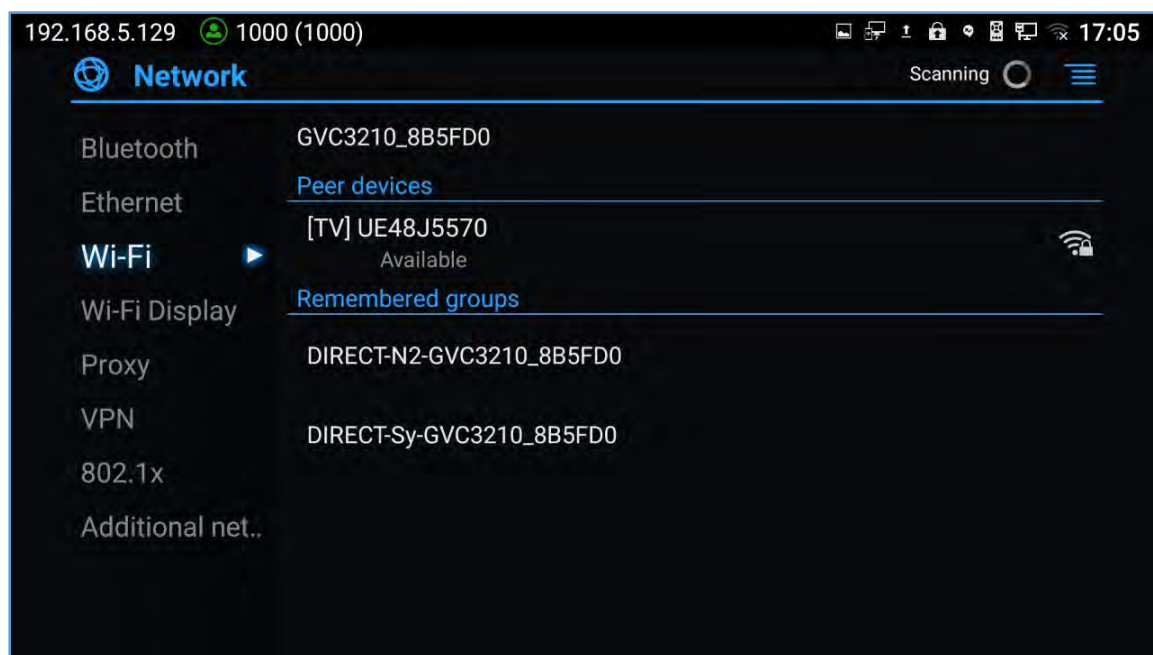 192.168.5.129 1000 (1000) 17:05
Network Scanning
Bluetooth
Ethernet
Wi-Fi
Wi-Fi Display
Proxy
VPN
802.1x
Additional net..
GVC3210_8B5FD0
Peer devices
[TV] UE48J5570
Available
Remembered groups
DIRECT-N2-GVC3210_8B5FD0
DIRECT-Sy-GVC3210_8B5FD0